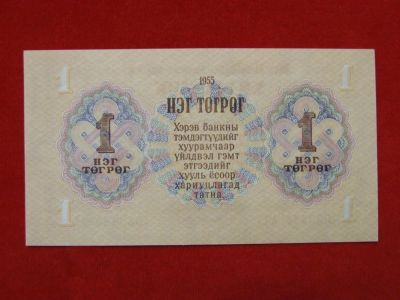 1
1
1955
НЭГ ТӨГРӨГ
Хэрэв банкны
тэмдэгтүүдийг
хуурамчаар
үйлдвэл гэмт
этгээдийг
хууль ёсоор
хариуцлагад
татна.
1
НЭГ
ТӨГРӨГ
1
НЭГ
ТӨГРӨГ
1
1